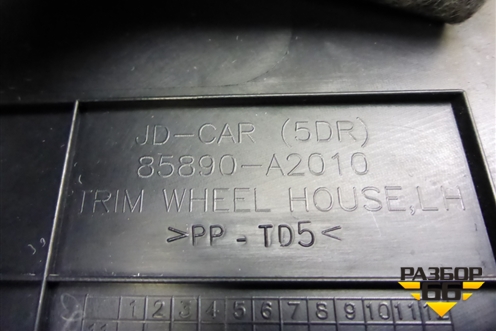 JD-CAR (5DR)
85890-A2010
TRIM WHEEL HOUSE,LH
>PP-TD5<
1 2 3 4 5 6 7 8 9 10 11
РАЗБОР
66